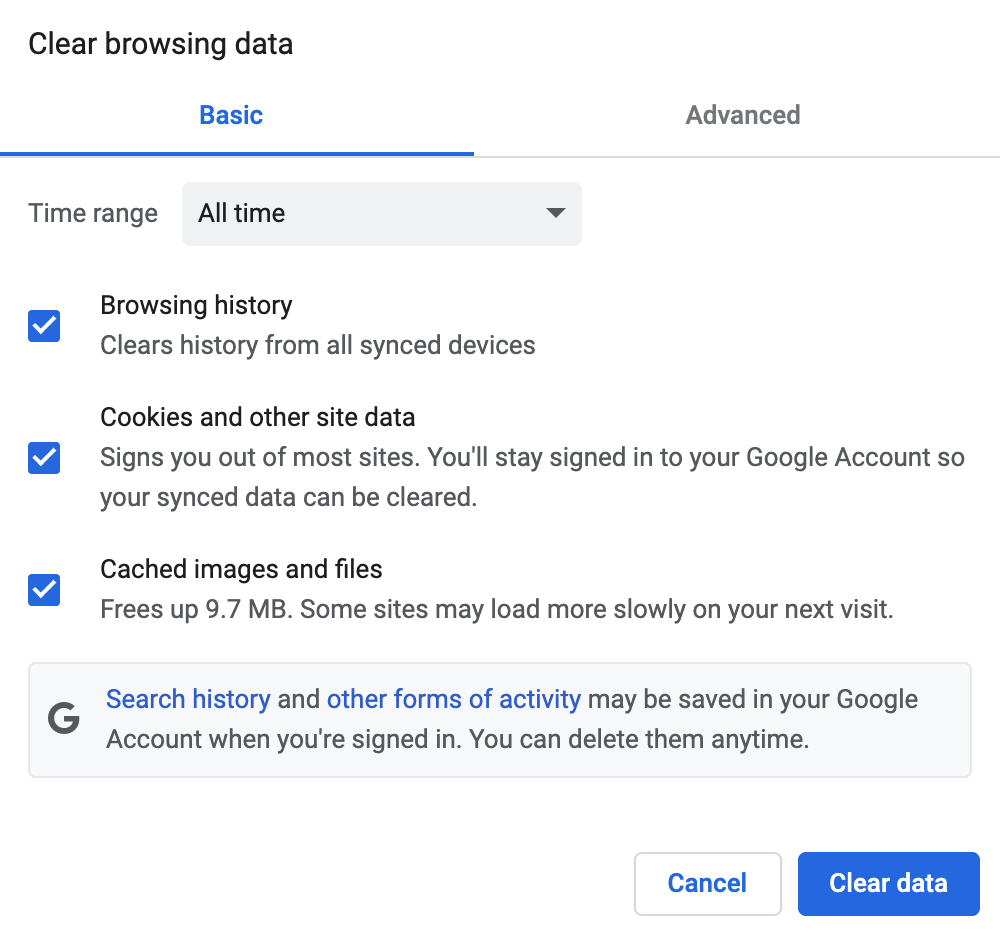 Clear browsing data
Basic
Advanced
Time range
All time
Browsing history
Clears history from all synced devices
Cookies and other site data
Signs you out of most sites. You'll stay signed in to your Google Account so
your synced data can be cleared.
Cached images and files
Frees up 9.7 MB. Some sites may load more slowly on your next visit.
G
Search history and other forms of activity may be saved in your Google
Account when you're signed in. You can delete them anytime.
Cancel
Clear data